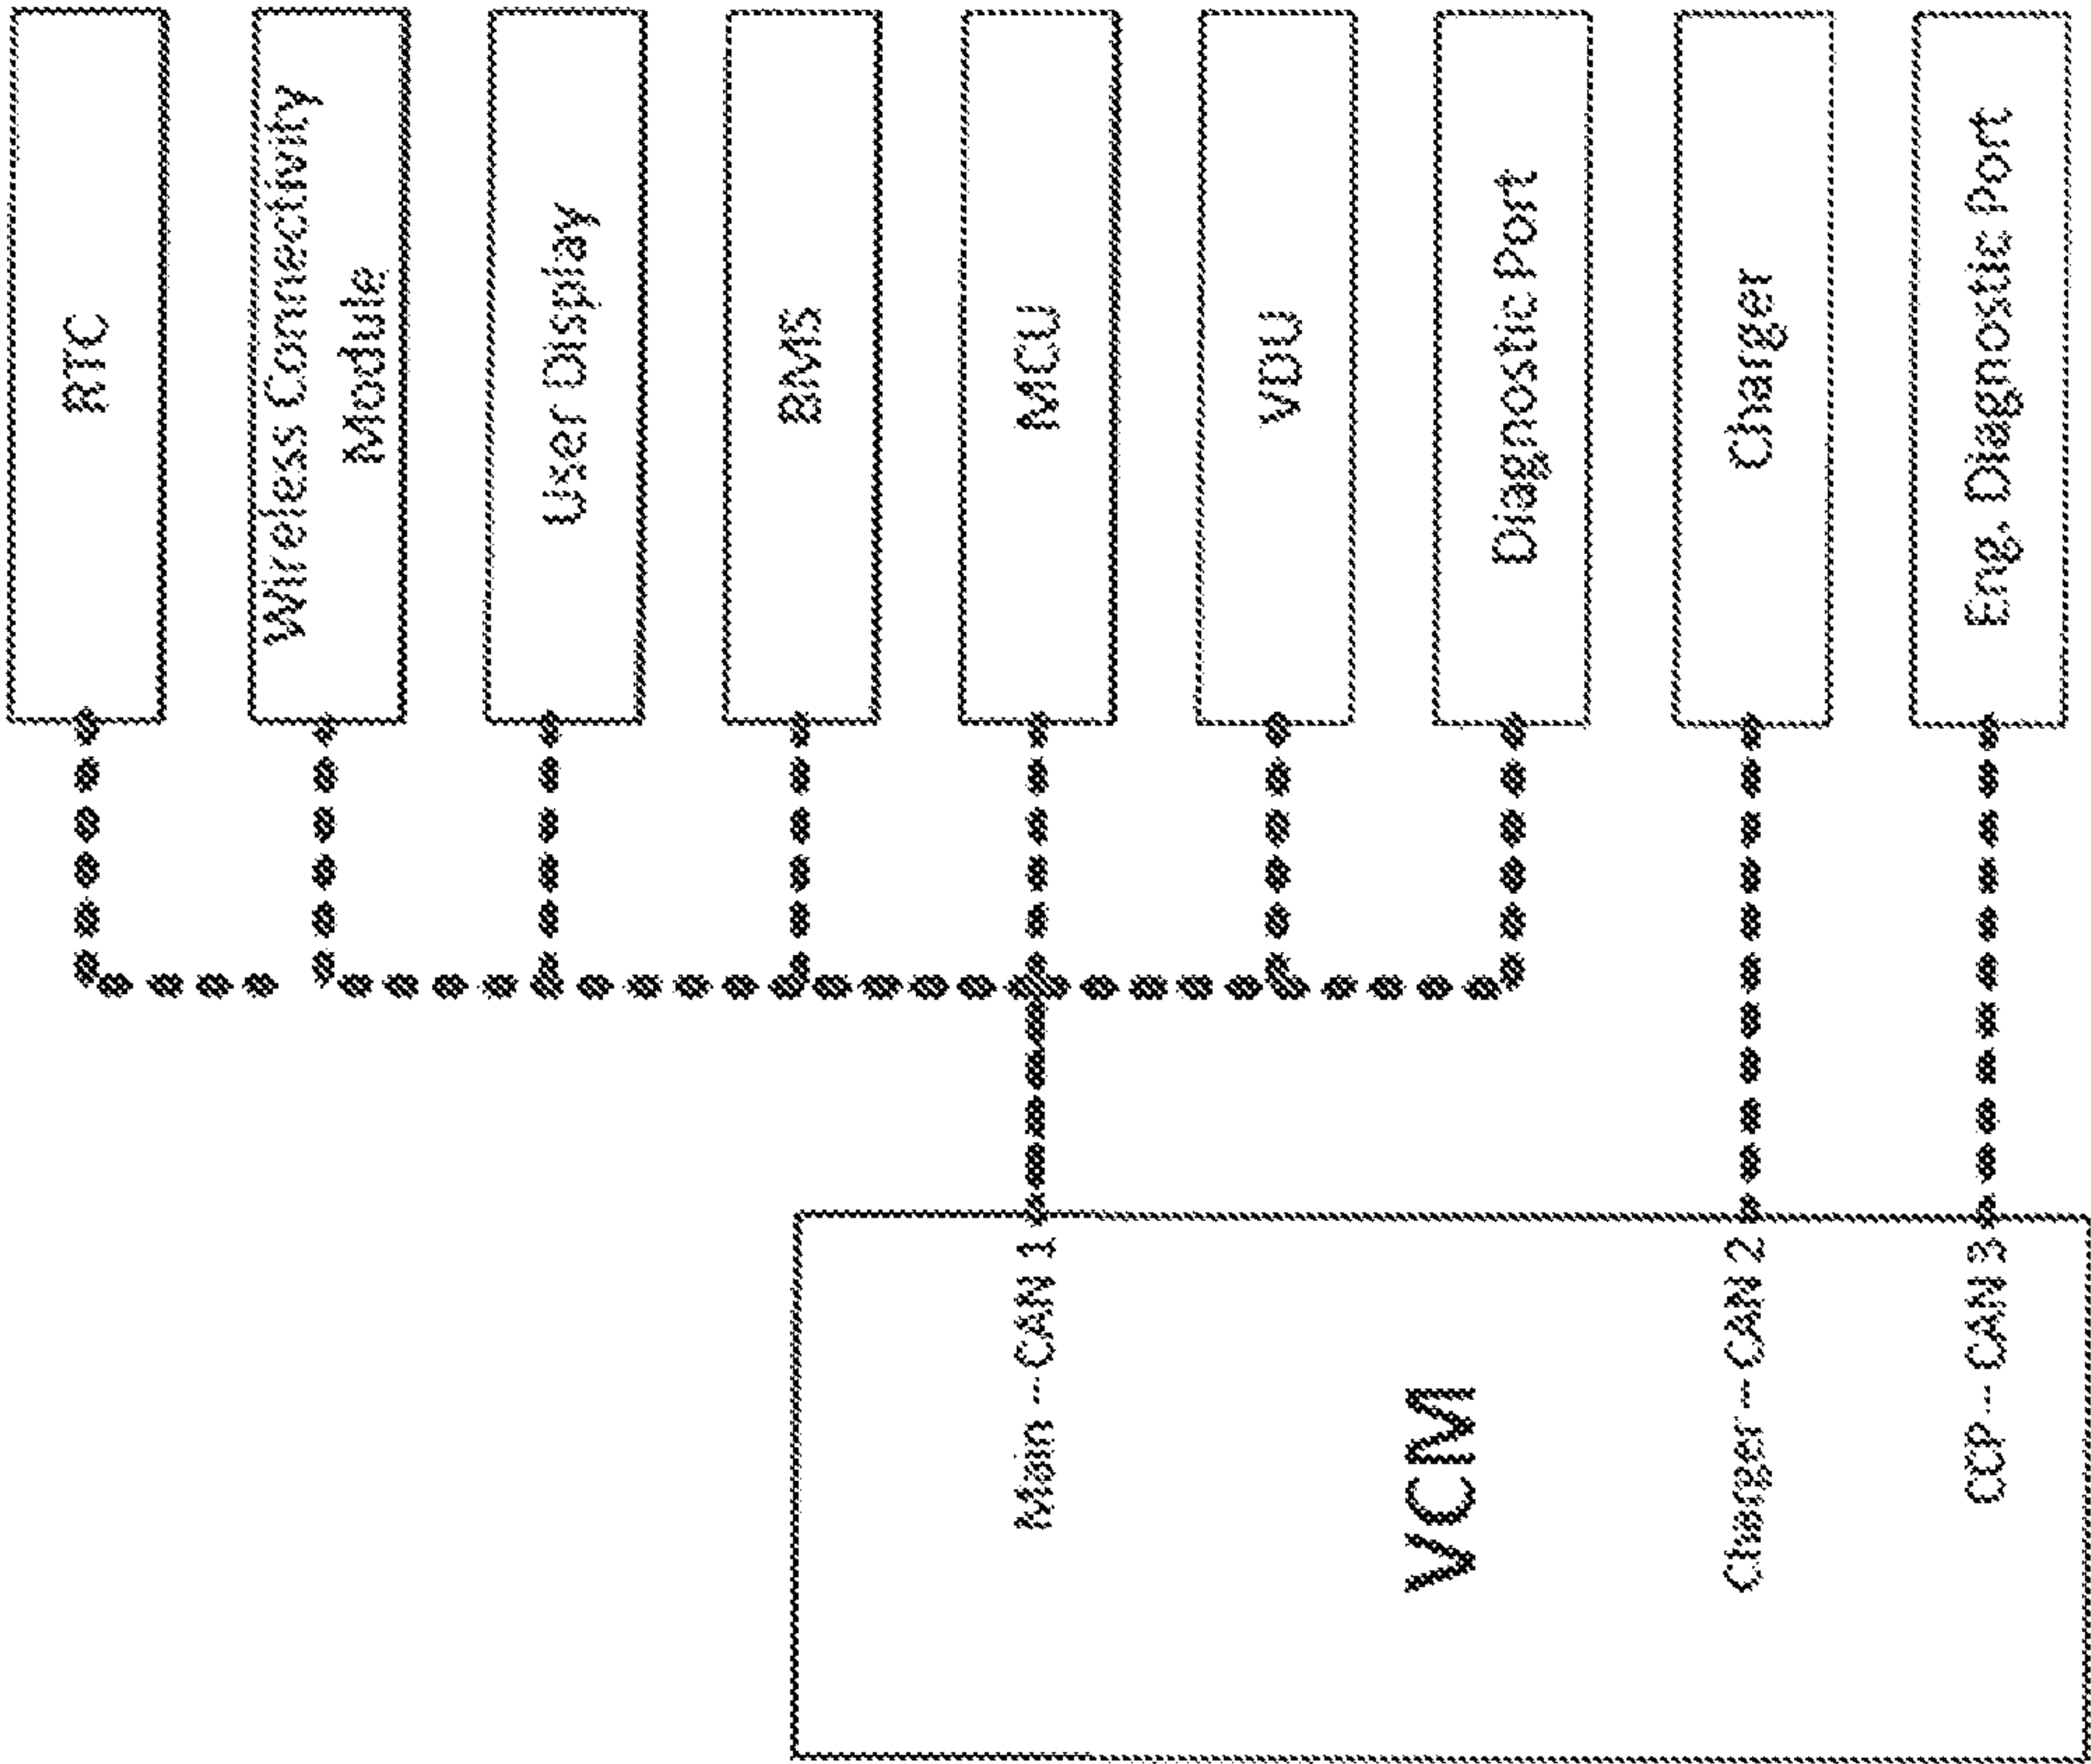 RTC
Wireless Connectivity
Module
User Display
BMS
MCU
VDU
Diagnostic Port
Charger
Eng. Diagnostic Port
Main -- CAN 1
VCM
Charger -- CAN 2
CCP -- CAN 3